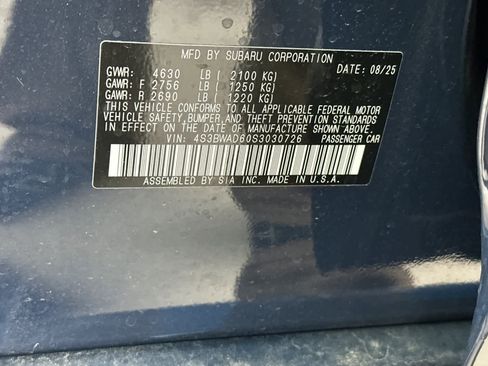 MFD BY SUBARU CORPORATION
GVWR: 4630 LB ( 2100 KG) DATE: 08/25
GAWR: F 2756 LB ( 1250 KG)
GAWR: R 2690 LB ( 1220 KG)
THIS VEHICLE CONFORMS TO ALL APPLICABLE FEDERAL MOTOR
VEHICLE SAFETY, BUMPER, AND THEFT PREVENTION STANDARDS
IN EFFECT ON THE DATE OF MANUFACTURE SHOWN ABOVE.
VIN: 4S3BWAD60S3030726 PASSENGER CAR
ASSEMBLED BY SIA INC. MADE IN U.S.A.